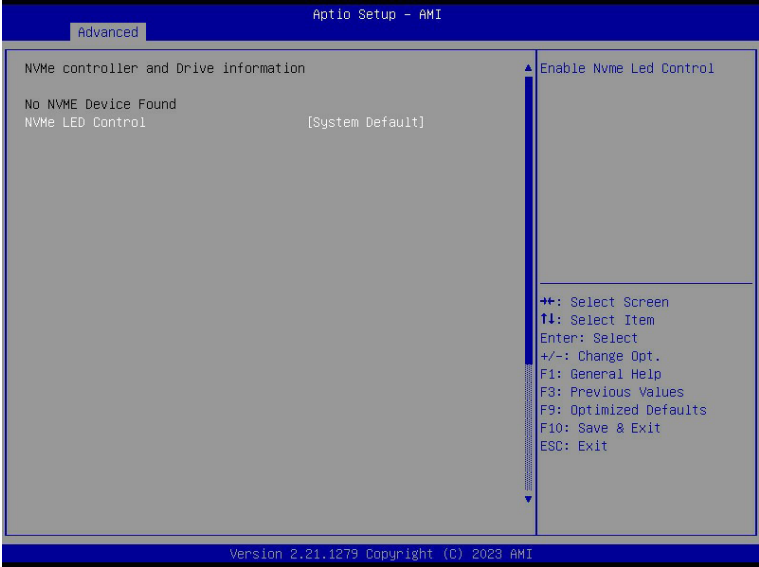 Aptio Setup – AMI
Advanced
NVMe controller and Drive information
No NVME Device Found
NVMe LED Control [System Default]
Enable Nvme Led Control
→←: Select Screen
↑↓: Select Item
Enter: Select
+/-: Change Opt.
F1: General Help
F3: Previous Values
F9: Optimized Defaults
F10: Save & Exit
ESC: Exit
Version 2.21.1279 Copyright (C) 2023 AMI